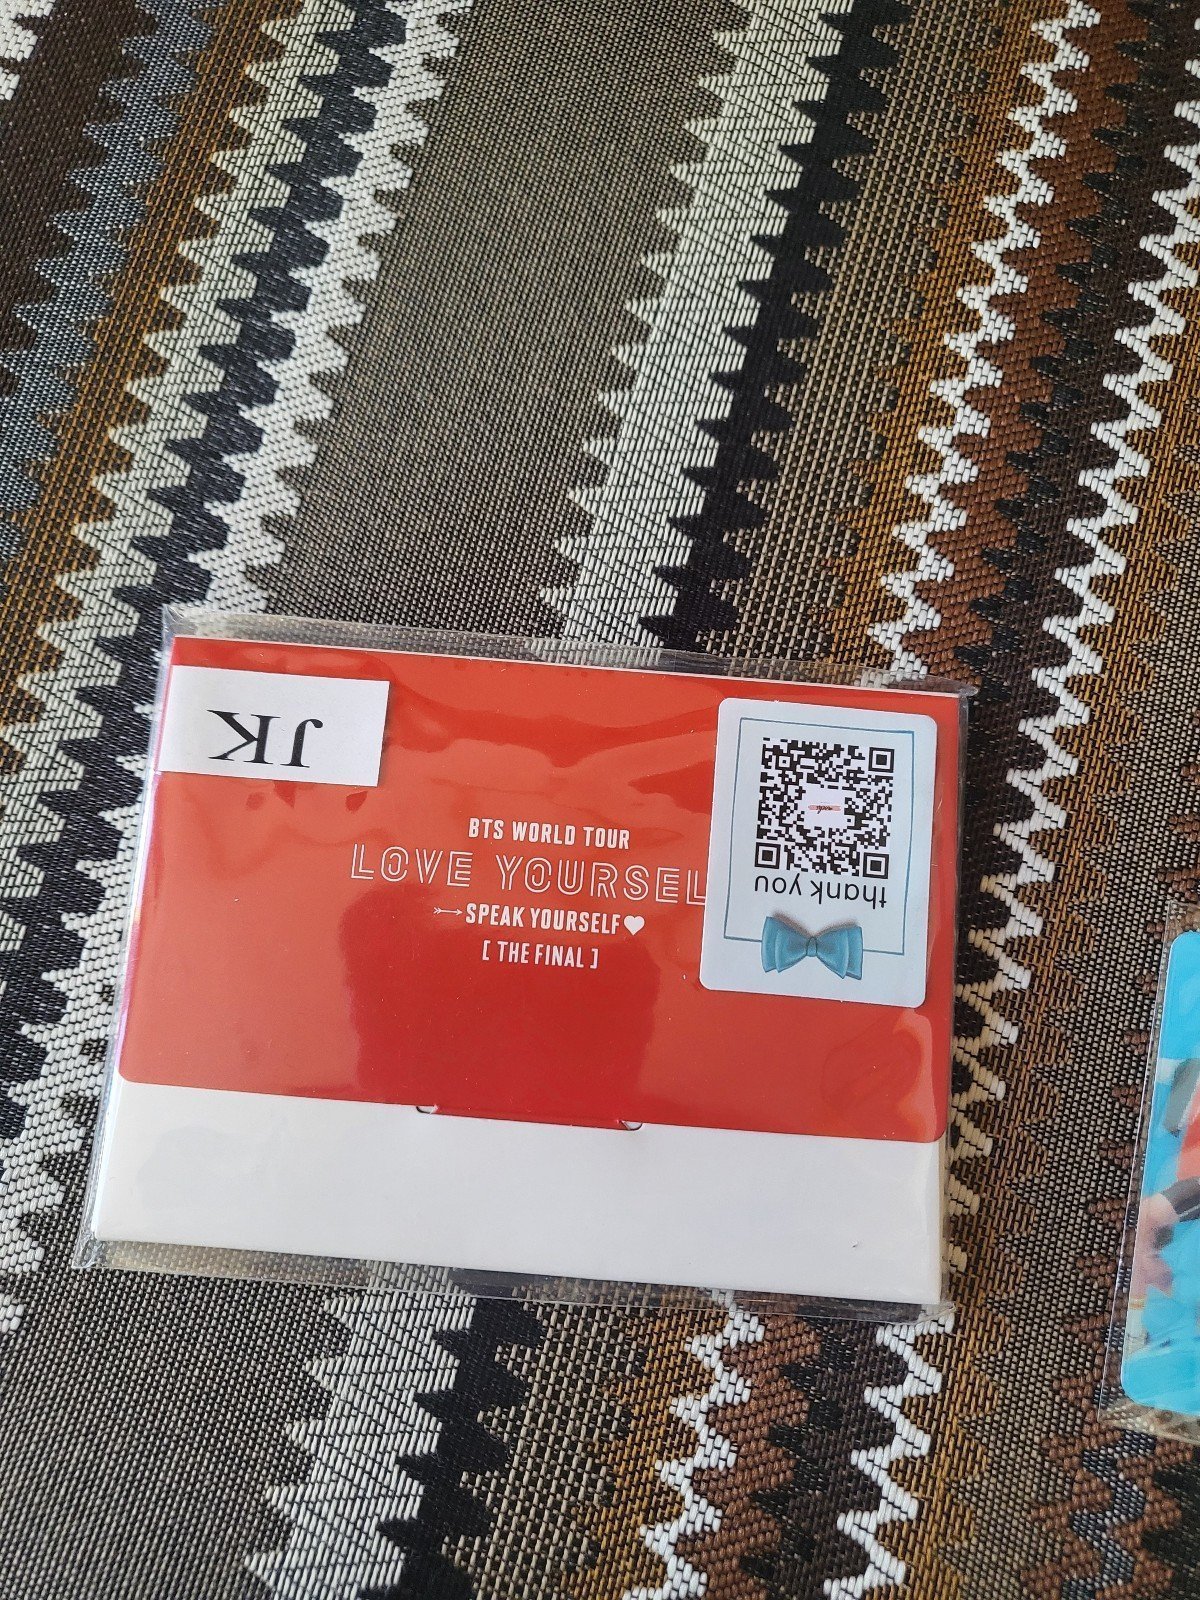 JK
BTS WORLD TOUR
LOVE YOURSEL
SPEAK YOURSELF
[ THE FINAL ]
thank you